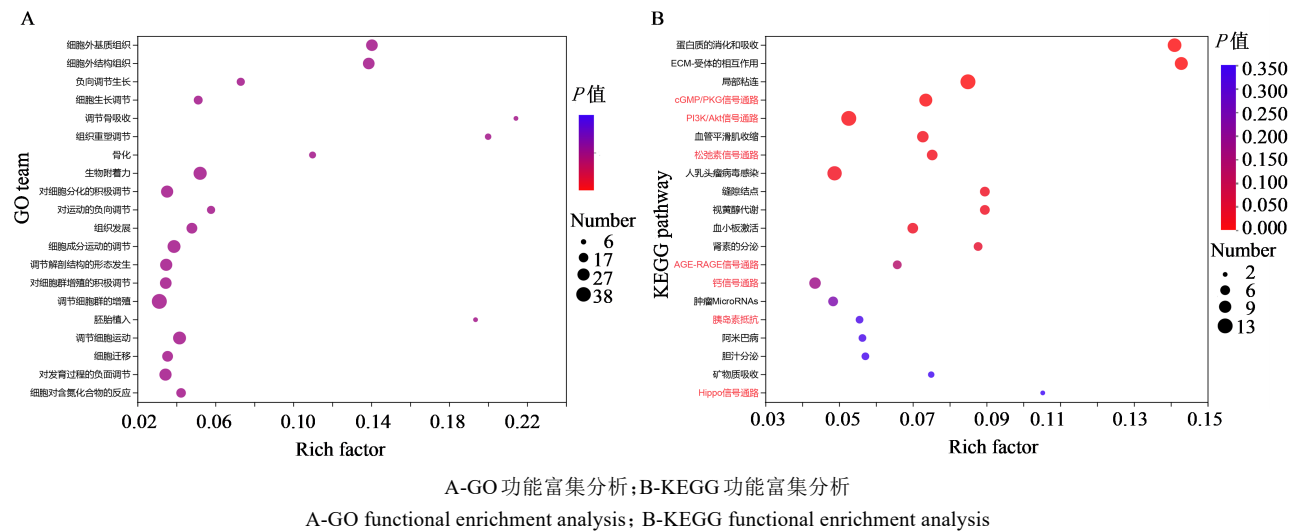 A
细胞外基质组织
细胞外结构组织
负向调节生长
细胞生长调节
调节骨吸收
组织重塑调节
骨化
生物附着力
对细胞分化的积极调节
对运动的负向调节
组织发展
细胞成分运动的调节
调节解剖结构的形态发生
对细胞群增殖的积极调节
调节细胞群的增殖
胚胎植入
调节细胞运动
细胞迁移
对发育过程的负面调节
细胞对含氮化合物的反应
GO team
0.02 0.06 0.10 0.14 0.18 0.22
Rich factor
P 值
Number
6
17
27
38
B
蛋白质的消化和吸收
ECM-受体的相互作用
局部粘连
cGMP/PKG信号通路
PI3K/Akt信号通路
血管平滑肌收缩
松弛素信号通路
人乳头瘤病毒感染
缝隙结点
视黄醇代谢
血小板激活
肾素的分泌
AGE-RAGE信号通路
钙信号通路
肿瘤MicroRNAs
胰岛素抵抗
阿米巴病
胆汁分泌
矿物质吸收
Hippo信号通路
KEGG pathway
0.03 0.05 0.07 0.09 0.11 0.13 0.15
Rich factor
P 值
0.350
0.300
0.250
0.200
0.150
0.100
0.050
0.000
Number
2
6
9
13
A-GO 功能富集分析；B-KEGG 功能富集分析
A-GO functional enrichment analysis；B-KEGG functional enrichment analysis